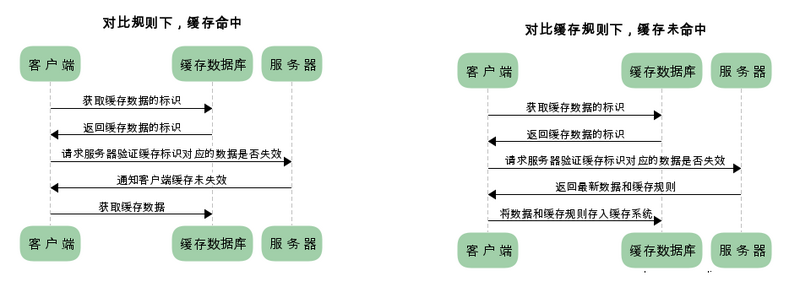 对比规则下，缓存命中
客户端
缓存数据库
服务器
获取缓存数据的标识
返回缓存数据的标识
请求服务器验证缓存标识对应的数据是否失效
通知客户端缓存未失效
获取缓存数据
客户端
缓存数据库
服务器
对比缓存规则下，缓存未命中
客户端
缓存数据库
服务器
获取缓存数据的标识
返回缓存数据的标识
请求服务器验证缓存标识对应的数据是否失效
返回最新数据和缓存规则
将数据和缓存规则存入缓存系统
客户端
缓存数据库
服务器